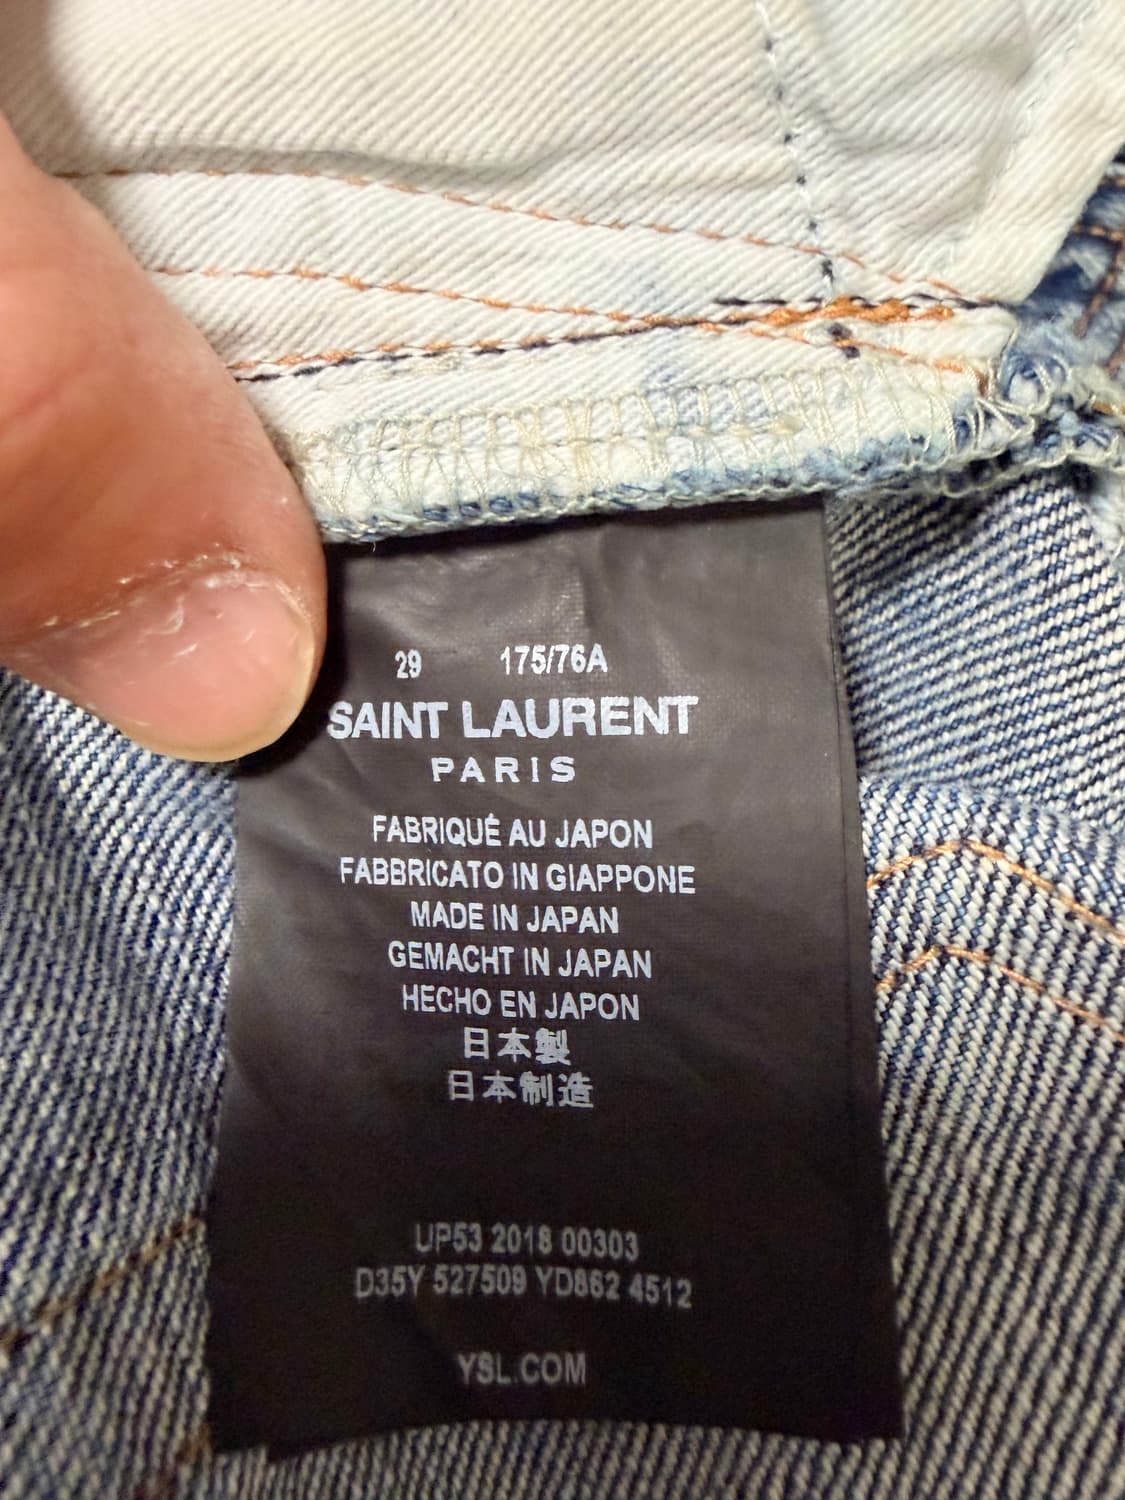 29 175/76A
SAINT LAURENT
PARIS
FABRIQUÉ AU JAPON
FABBRICATO IN GIAPPONE
MADE IN JAPAN
GEMACHT IN JAPAN
HECHO EN JAPON
日本製
日本制造
UP53 2018 00303
D35Y 527509 YD862 4512
YSL.COM